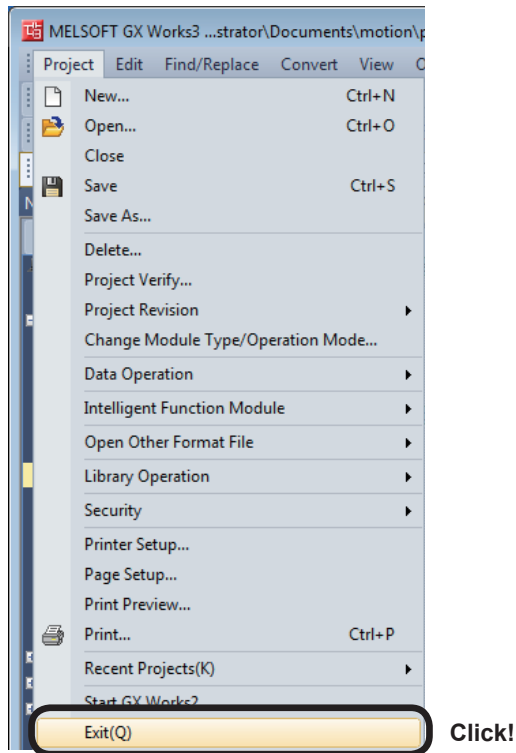 MELSOFT GX Works3 ...strator\Documents\motion\p
Project Edit Find/Replace Convert View
New... Ctrl+N
Open... Ctrl+O
Close
Save Ctrl+S
Save As...
Delete...
Project Verify...
Project Revision
Change Module Type/Operation Mode...
Data Operation
Intelligent Function Module
Open Other Format File
Library Operation
Security
Printer Setup...
Page Setup...
Print Preview...
Print... Ctrl+P
Recent Projects(K)
Start GX Works2
Exit(Q) Click!